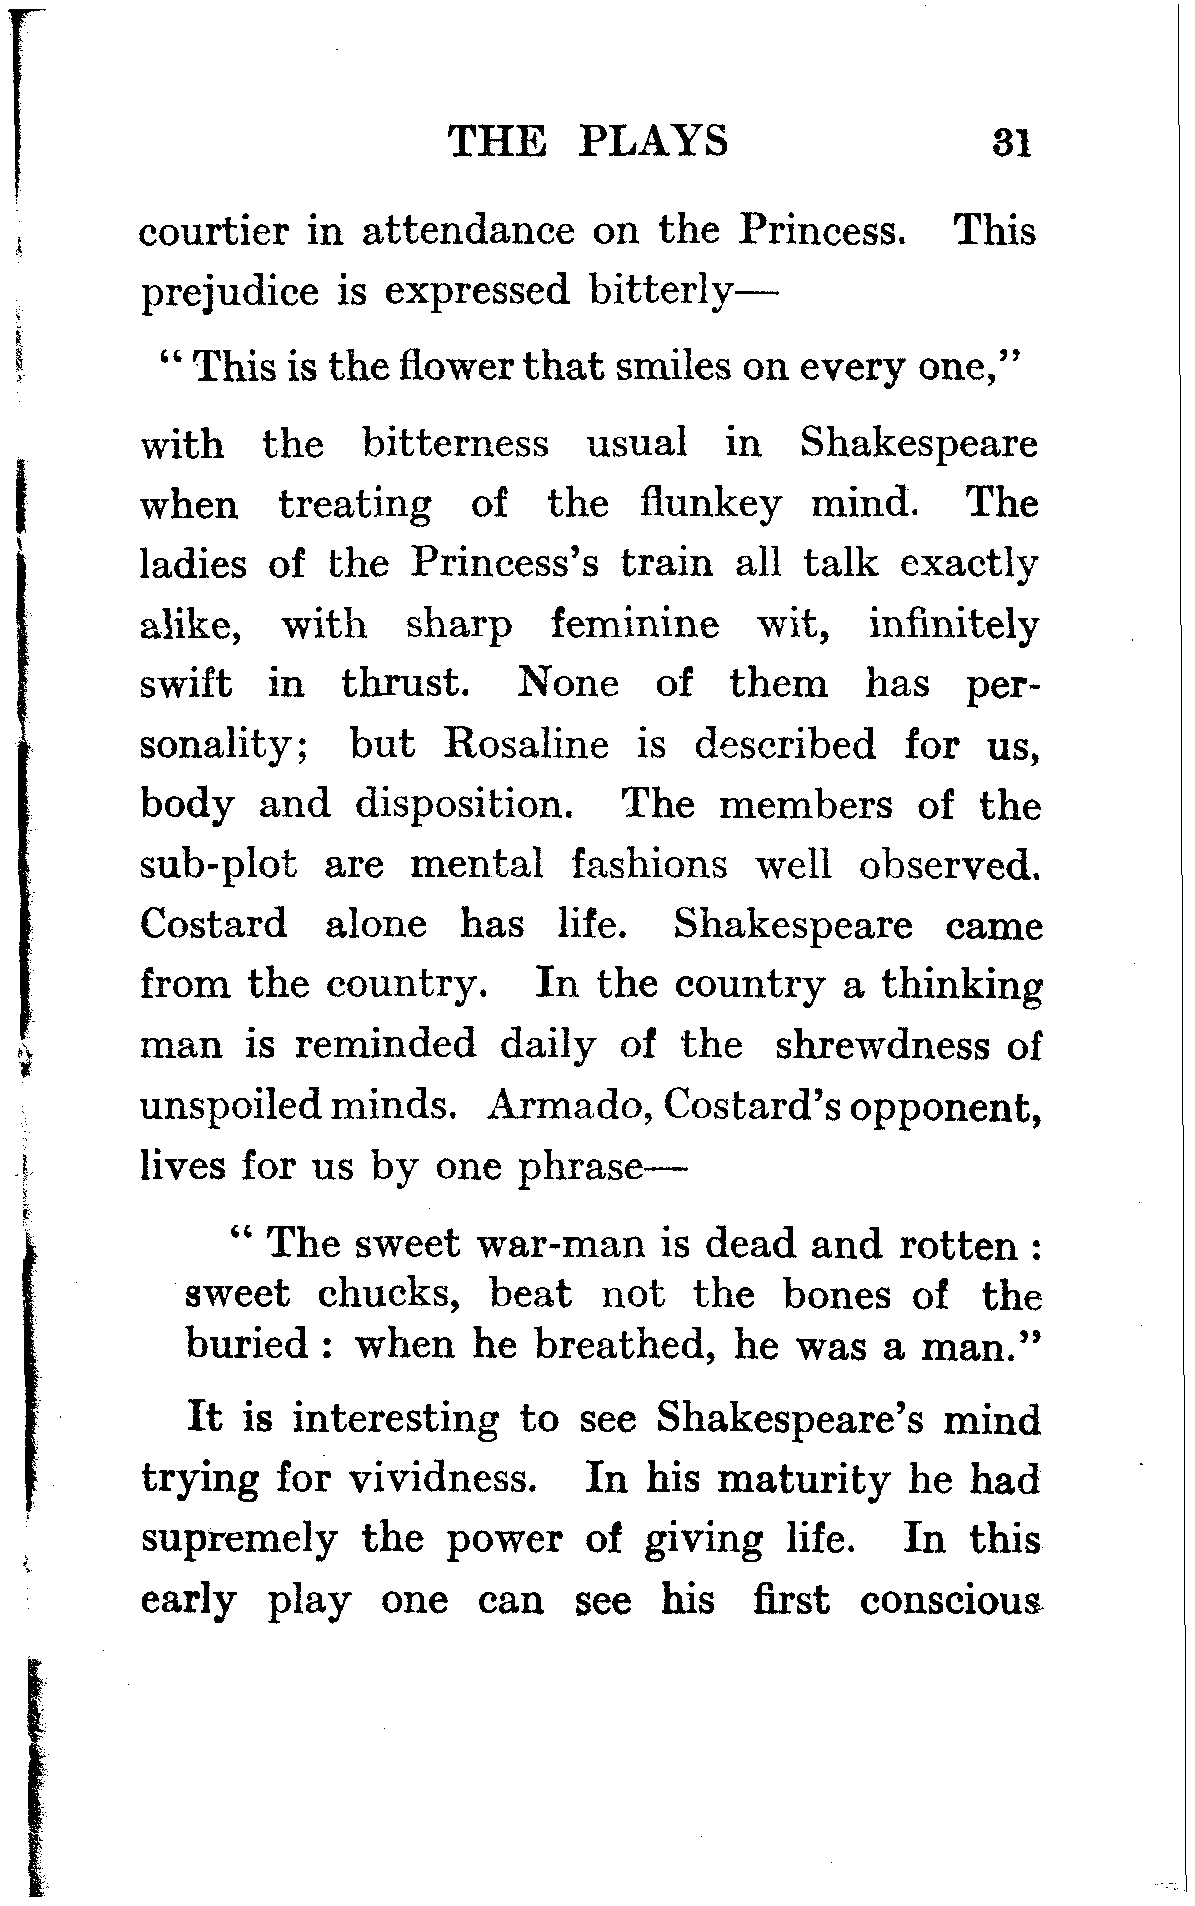 THE PLAYS 31
courtier in attendance on the Princess. This
prejudice is expressed bitterly—
“ This is the flower that smiles on every one,”
with the bitterness usual in Shakespeare
when treating of the flunkey mind. The
ladies of the Princess’s train all talk exactly
alike, with sharp feminine wit, infinitely
swift in thrust. None of them has per-
sonality; but Rosaline is described for us,
body and disposition. The members of the
sub-plot are mental fashions well observed.
Costard alone has life. Shakespeare came
from the country. In the country a thinking
man is reminded daily of the shrewdness of
unspoiled minds. Armado, Costard’s opponent,
lives for us by one phrase—
“ The sweet war-man is dead and rotten :
sweet chucks, beat not the bones of the
buried : when he breathed, he was a man.”
It is interesting to see Shakespeare’s mind
trying for vividness. In his maturity he had
supremely the power of giving life. In this
early play one can see his first conscious